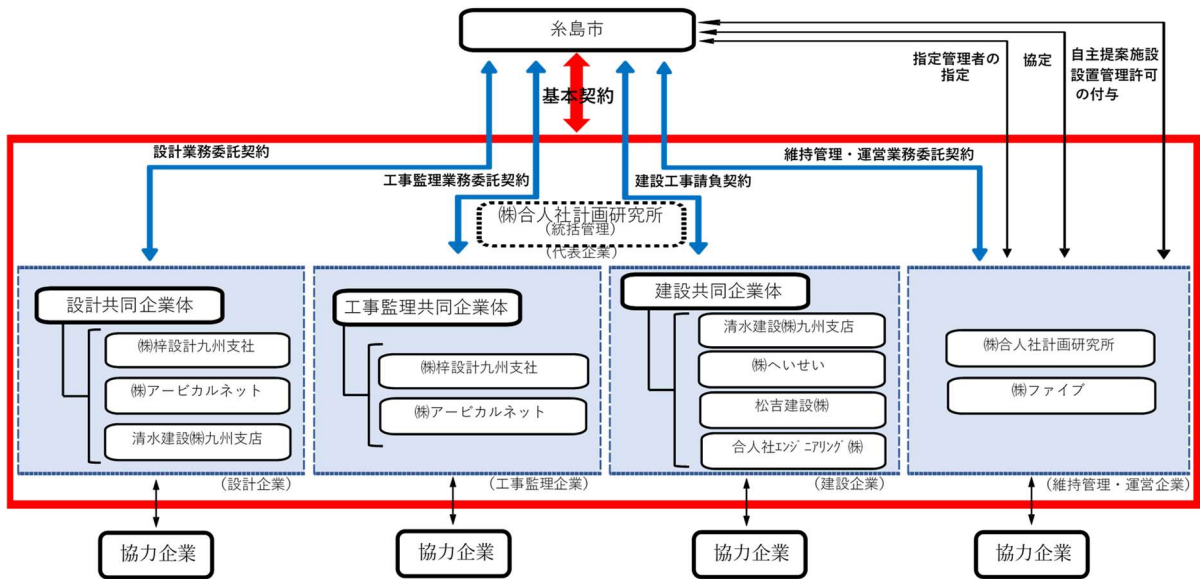 糸島市
指定管理者の
指定
協定
自主提案施設
設置管理許可
の付与
基本契約
設計業務委託契約
工事監理業務委託契約
建設工事請負契約
維持管理・運営業務委託契約
㈱合人社計画研究所
(統括管理)
(代表企業)
設計共同企業体
㈱梓設計九州支社
㈱アービカルネット
清水建設㈱九州支店
(設計企業)
工事監理共同企業体
㈱梓設計九州支社
㈱アービカルネット
(工事監理企業)
建設共同企業体
清水建設㈱九州支店
㈱へいせい
松吉建設㈱
合人社ｴﾝｼﾞﾆｱﾘﾝｸﾞ㈱
(建設企業)
㈱合人社計画研究所
㈱ファイブ
(維持管理・運営企業)
協力企業
協力企業
協力企業
協力企業